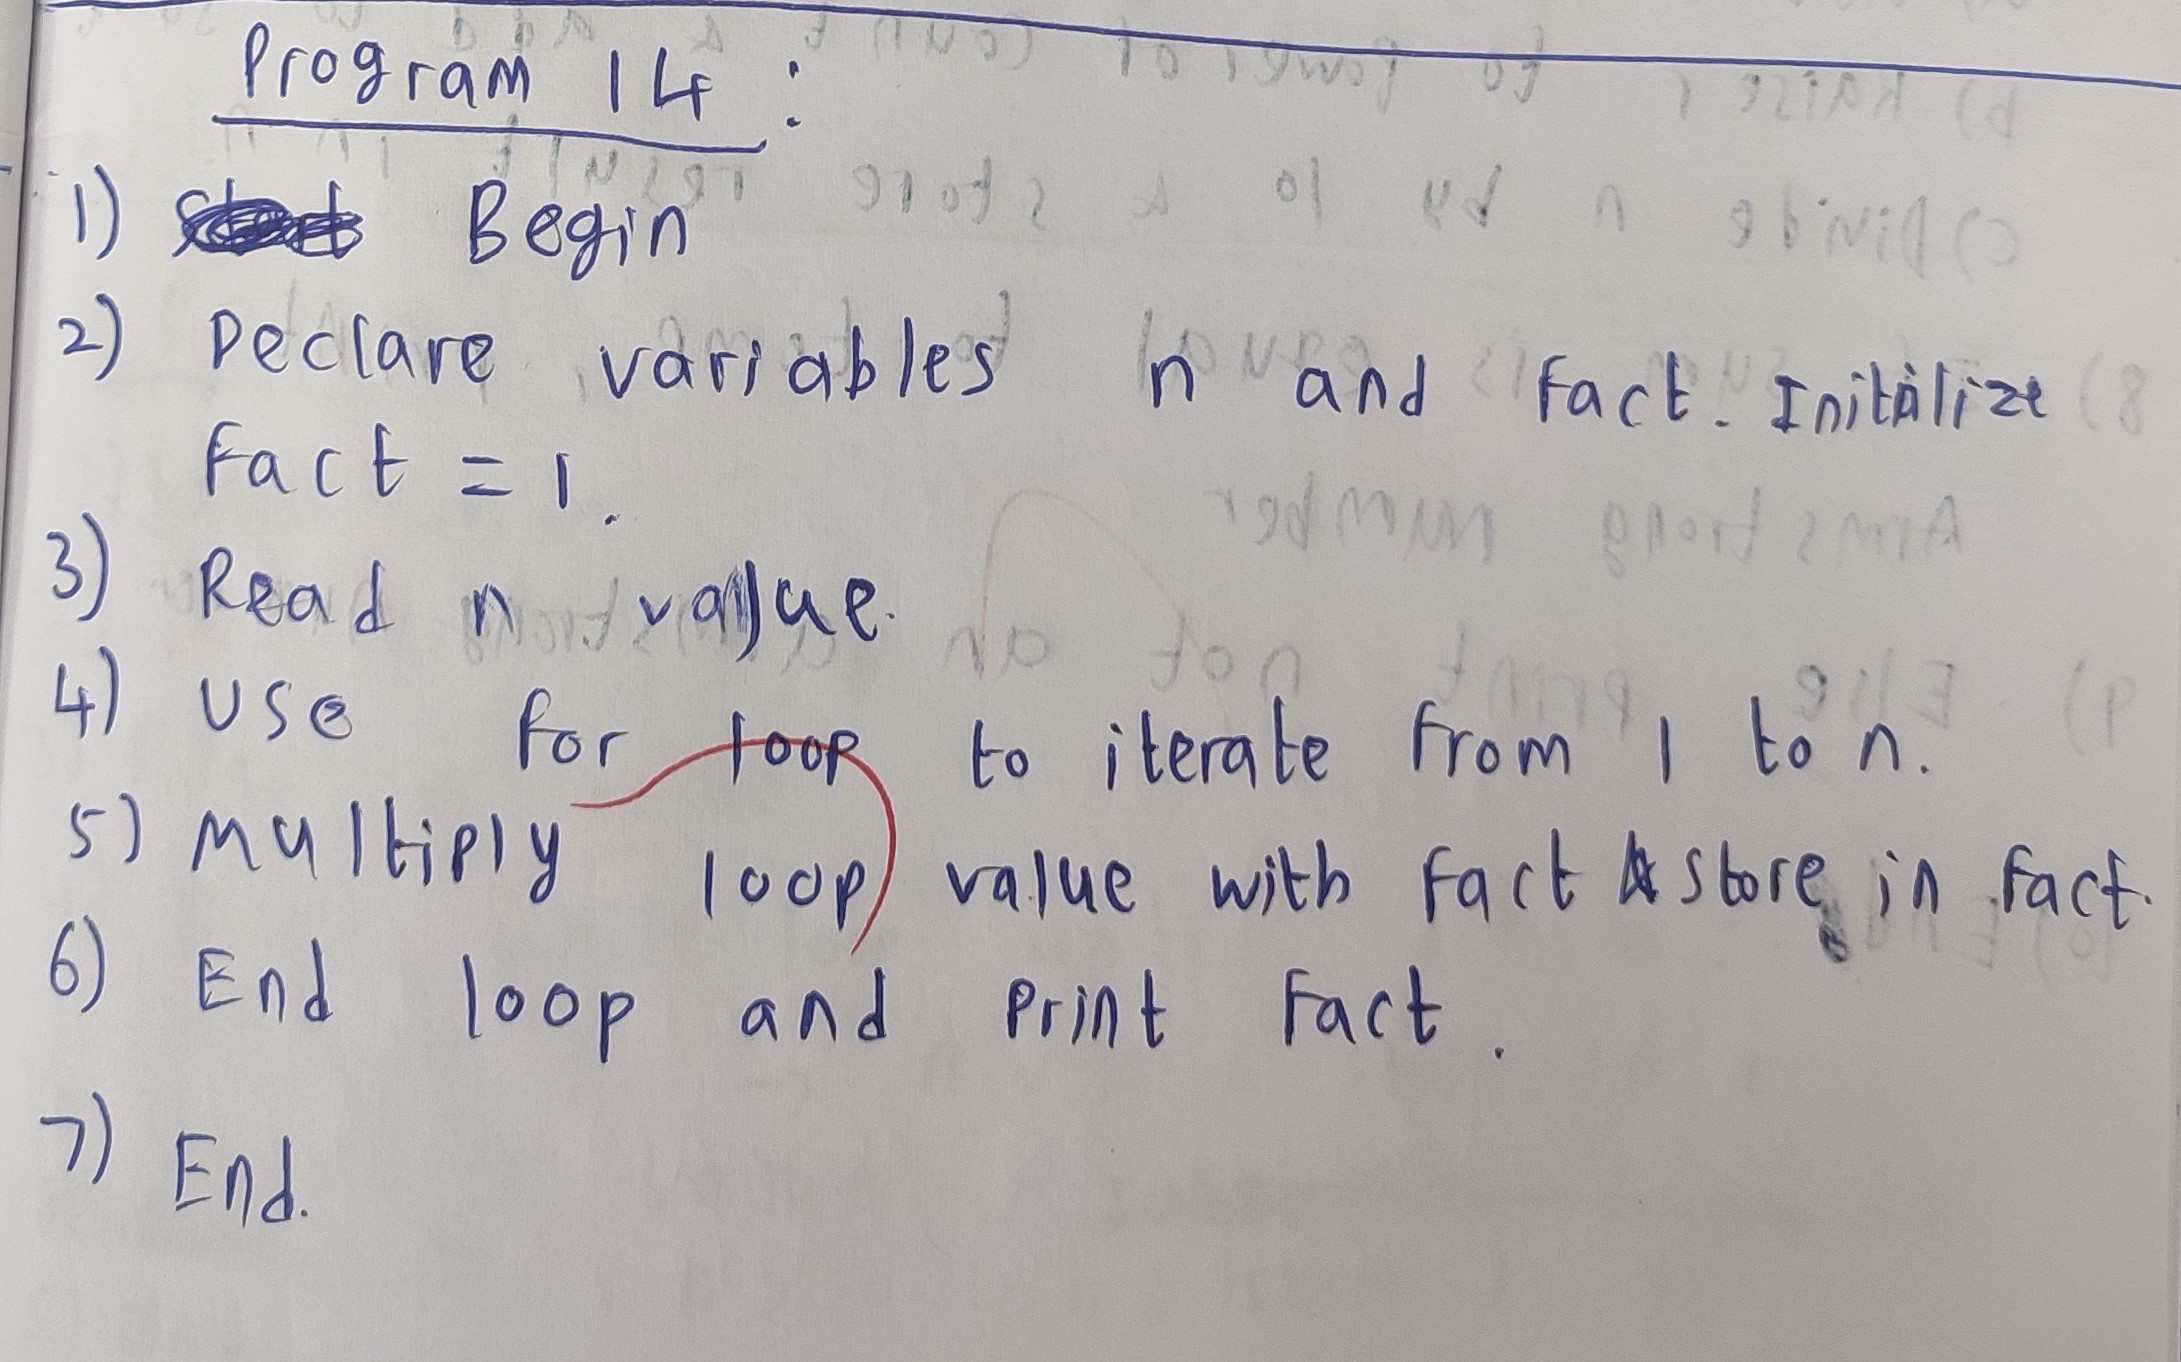 Program 14 :
1) Begin
2) Declare variables n and fact. Initilize
fact = 1.
3) Read n value.
4) Use for loop to iterate from 1 to n.
5) Multiply loop value with fact & store in fact.
6) End loop and print fact.
7) End.